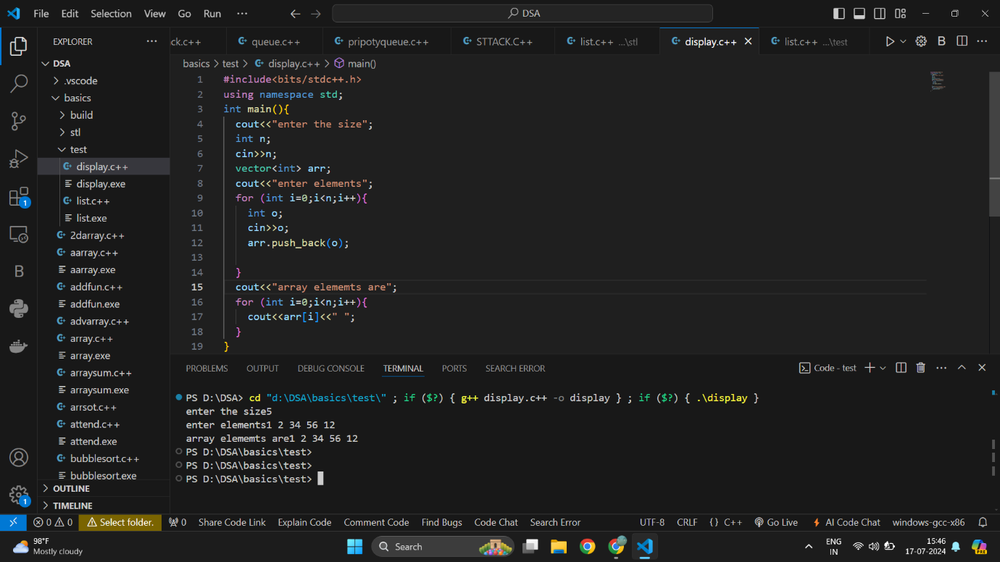 File Edit Selection View Go Run ···
DSA
EXPLORER ···
ck.c++ queue.c++ pripotyqueue.c++ STTACK.C++ list.c++ ...\stl display.c++ list.c++ ...\test
B
DSA
.vscode
basics
build
stl
test
display.c++
display.exe
list.c++
list.exe
2darray.c++
aarray.c++
aarray.exe
addfun.c++
addfun.exe
advarray.c++
array.c++
array.exe
arraysum.c++
arraysum.exe
arrsot.c++
attend.c++
attend.exe
bubblesort.c++
bubblesort.exe
OUTLINE
TIMELINE
1
B
1
basics > test > display.c++ > main()
1 #include<bits/stdc++.h>
2 using namespace std;
3 int main(){
4 cout<<"enter the size";
5 int n;
6 cin>>n;
7 vector<int> arr;
8 cout<<"enter elements";
9 for (int i=0;i<n;i++){
10 int o;
11 cin>>o;
12 arr.push_back(o);
13
14 }
15 cout<<"array elememts are";
16 for (int i=0;i<n;i++){
17 cout<<arr[i]<<" ";
18 }
19 }
PROBLEMS OUTPUT DEBUG CONSOLE TERMINAL PORTS SEARCH ERROR
Code - test
PS D:\DSA> cd "d:\DSA\basics\test\" ; if ($?) { g++ display.c++ -o display } ; if ($?) { .\display }
enter the size5
enter elements1 2 34 56 12
array elememts are1 2 34 56 12
PS D:\DSA\basics\test>
PS D:\DSA\basics\test>
PS D:\DSA\basics\test>
0 0 Select folder. 0 Share Code Link Explain Code Comment Code Find Bugs Code Chat Search Error UTF-8 CRLF {} C++ Go Live AI Code Chat windows-gcc-x86
98°F
Mostly cloudy
Search
ENG
IN
15:46
17-07-2024
PRE